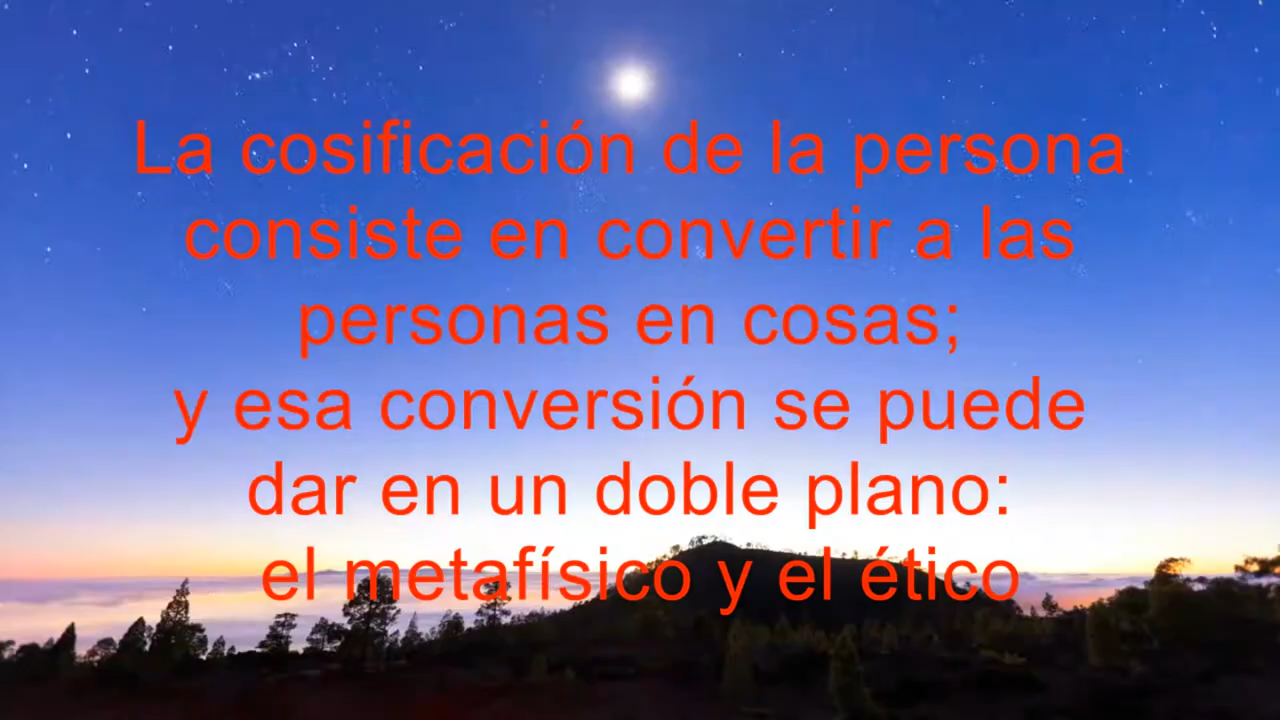 La cosificación de la persona
consiste en convertir a las
personas en cosas;
y esa conversión se puede
dar en un doble plano:
el metafísico y el ético